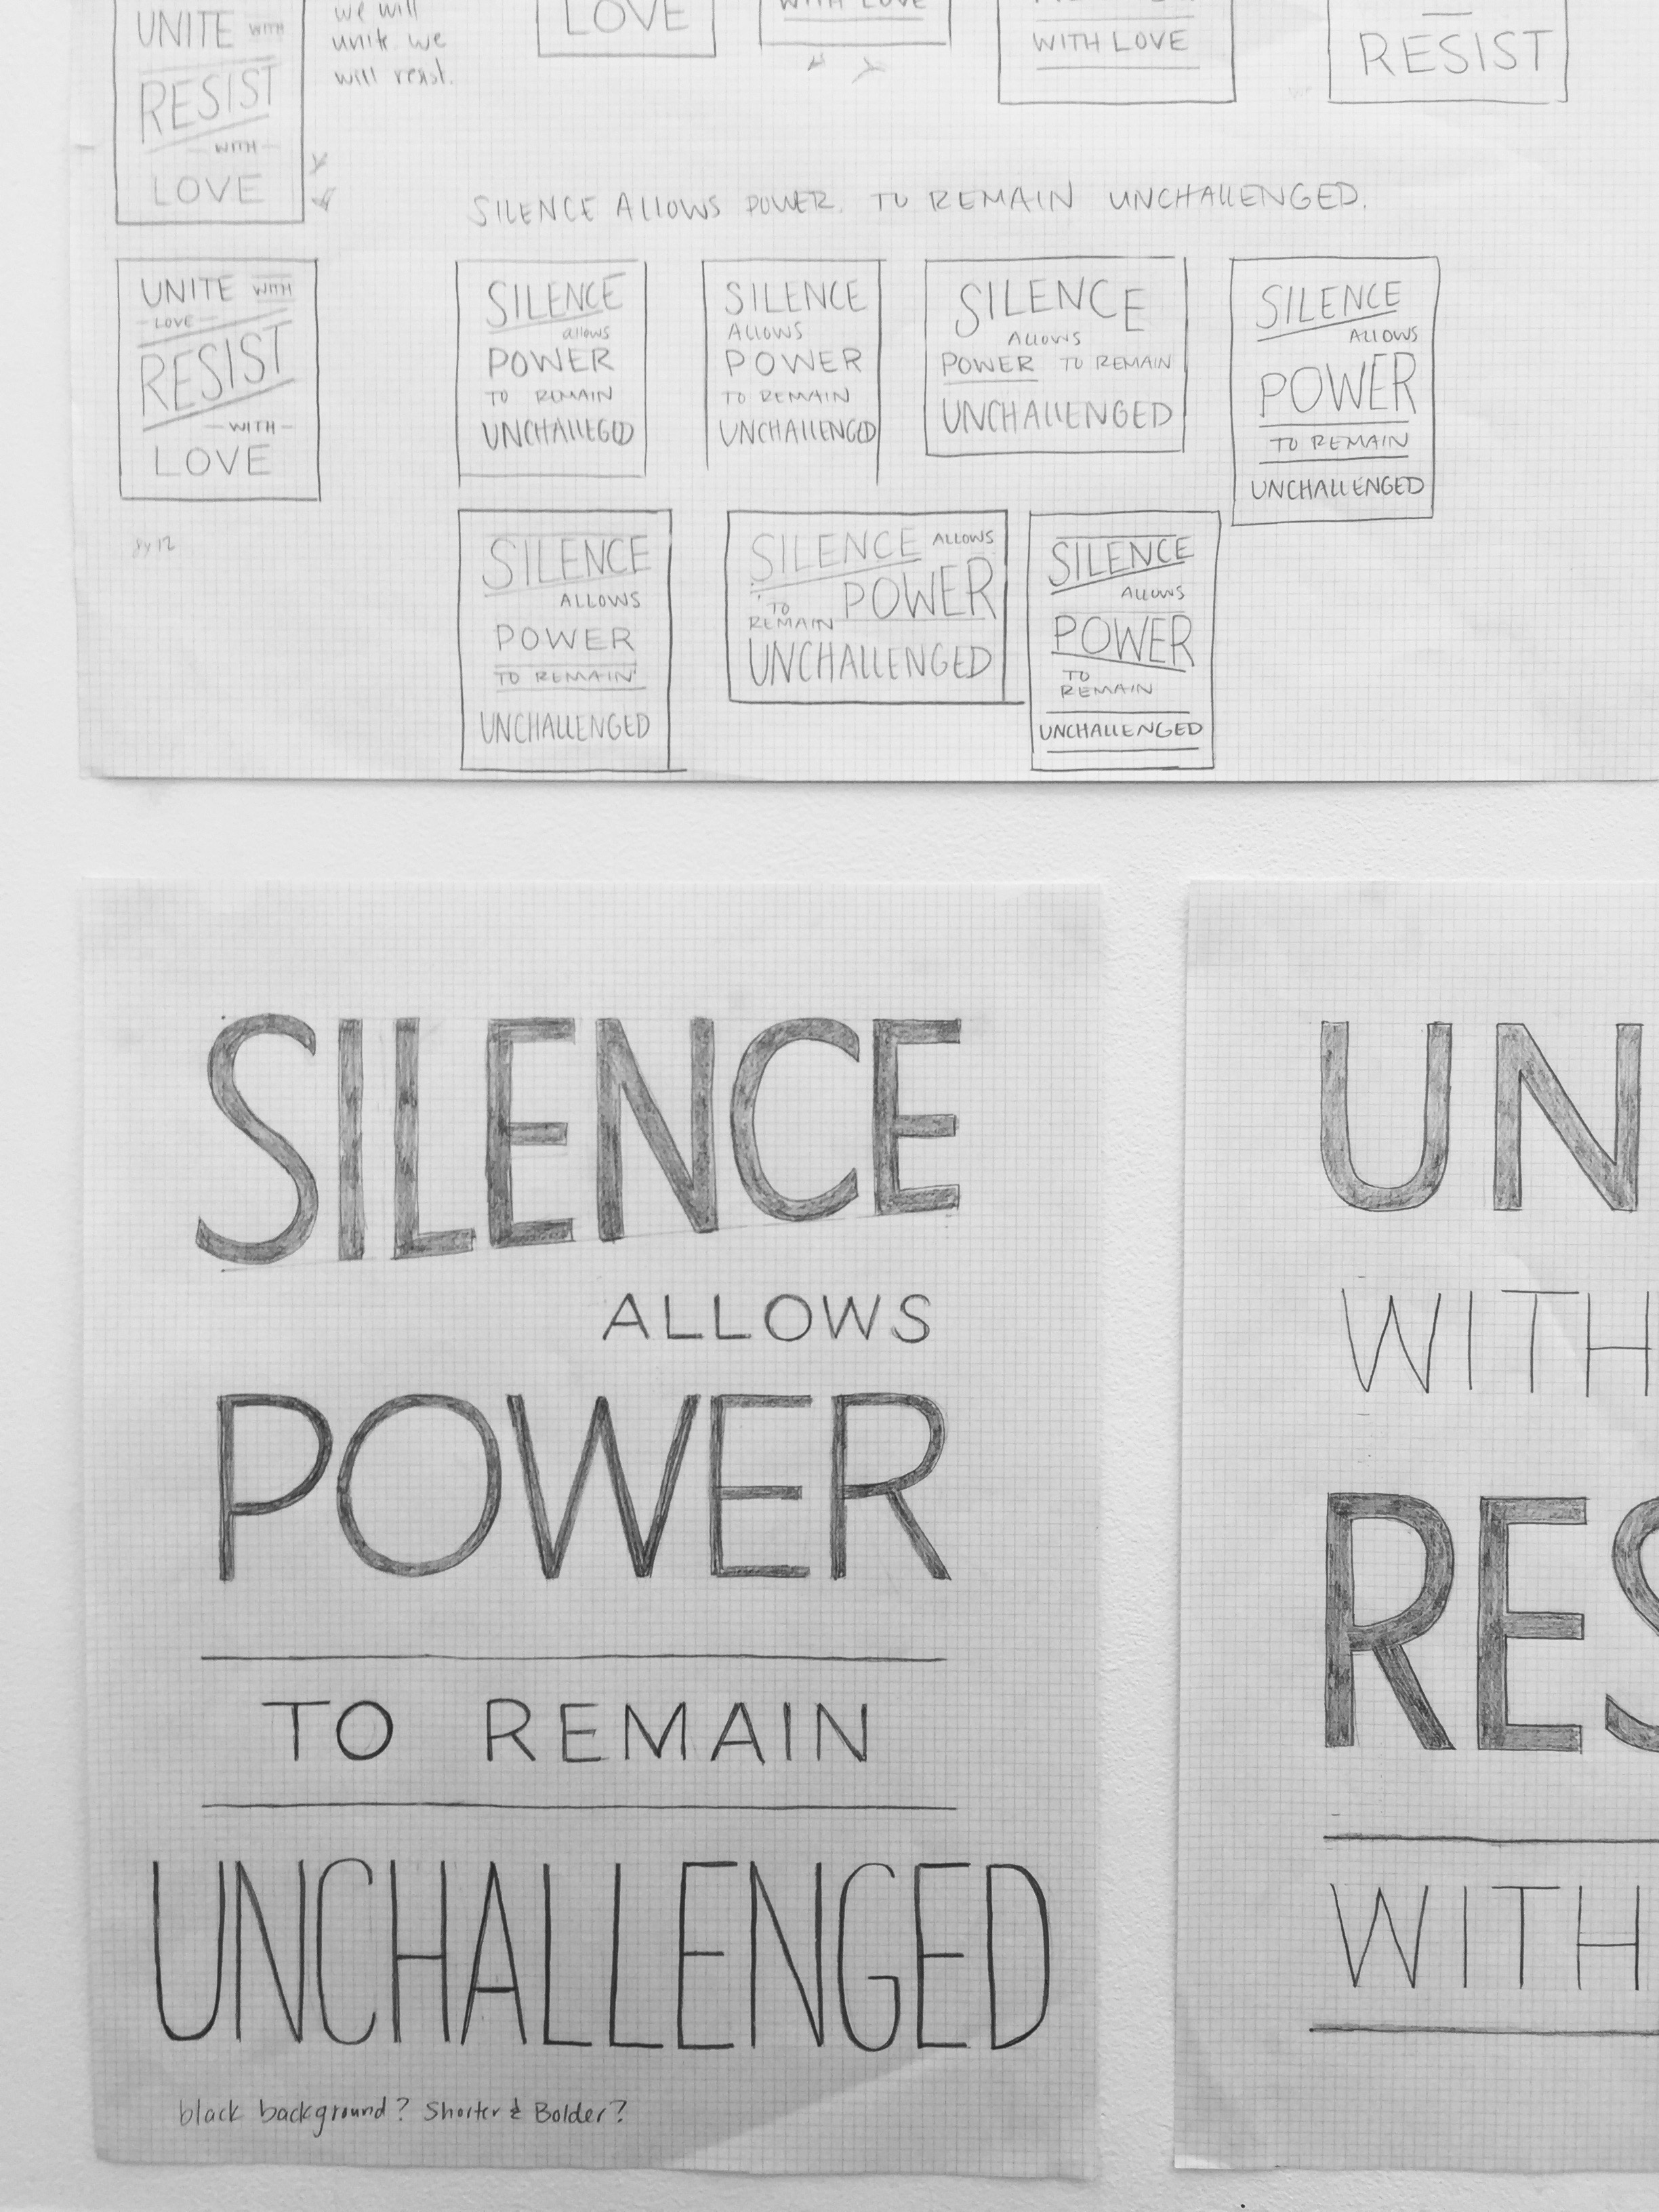 UNITE WITH
RESIST
WITH
LOVE
we will
unite we
will resist.
LOVE
WITH LOVE
WITH LOVE
RESIST
SILENCE ALLOWS POWER. TO REMAIN UNCHALLENGED.
UNITE WITH
LOVE
RESIST
WITH
LOVE
SILENCE
allows
POWER
TO REMAIN
UNCHALLEGED
SILENCE
ALLOWS
POWER
TO REMAIN
UNCHALLENGED
SILENCE
ALLOWS
POWER TO REMAIN
UNCHALLENGED
SILENCE
ALLOWS
POWER
TO REMAIN
UNCHALLENGED
SILENCE
ALLOWS
POWER
TO REMAIN
UNCHALLENGED
SILENCE ALLOWS
POWER
TO
REMAIN
UNCHALLENGED
SILENCE
ALLOWS
POWER
TO
REMAIN
UNCHALLENGED
SILENCE
ALLOWS
POWER
TO REMAIN
UNCHALLENGED
black background? Shorter & Bolder?
UN
WITH
RES
WITH